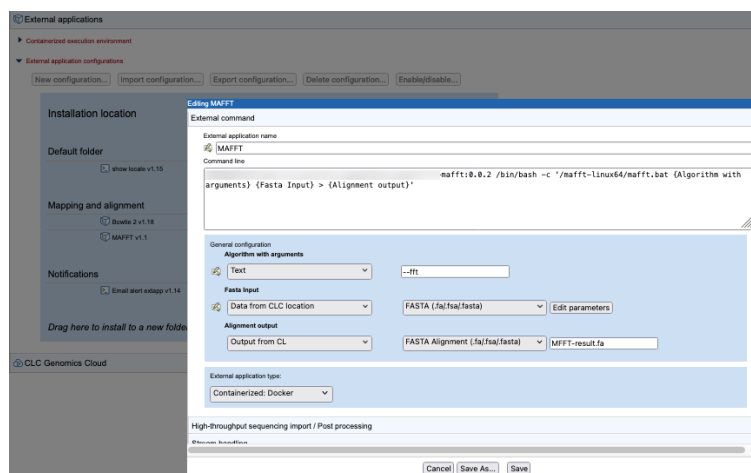 External applications
Containerized execution environment
External application configurations
New configuration... Import configuration... Export configuration... Delete configuration... Enable/disable...
Installation location
Default folder
show locale v1.15
Mapping and alignment
Bowtie 2 v1.18
MAFFT v1.1
Notifications
Email alert extapp v1.14
Drag here to install to a new folde
CLC Genomics Cloud
Editing MAFFT
External command
External application name
MAFFT
Command line
mafft:0.0.2 /bin/bash -c '/mafft-linux64/mafft.bat {Algorithm with
arguments} {Fasta Input} > {Alignment output}'
General configuration
Algorithm with arguments
Text --fft
Fasta Input
Data from CLC location FASTA (.fa/.fsa/.fasta) Edit parameters
Alignment output
Output from CL FASTA Alignment (.fa/.fsa/.fasta) MFFT-result.fa
External application type:
Containerized: Docker
High-throughput sequencing import / Post processing
Stream handling
Cancel Save As... Save